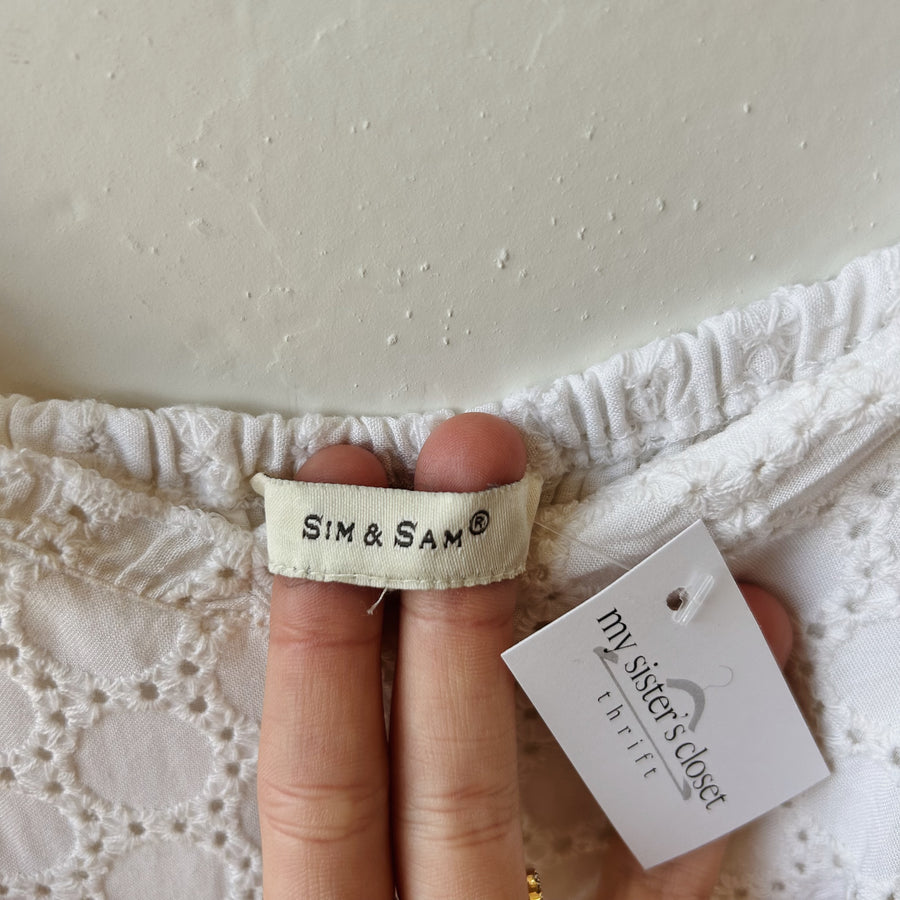 SIM & SAM®
my sister's closet
thrift